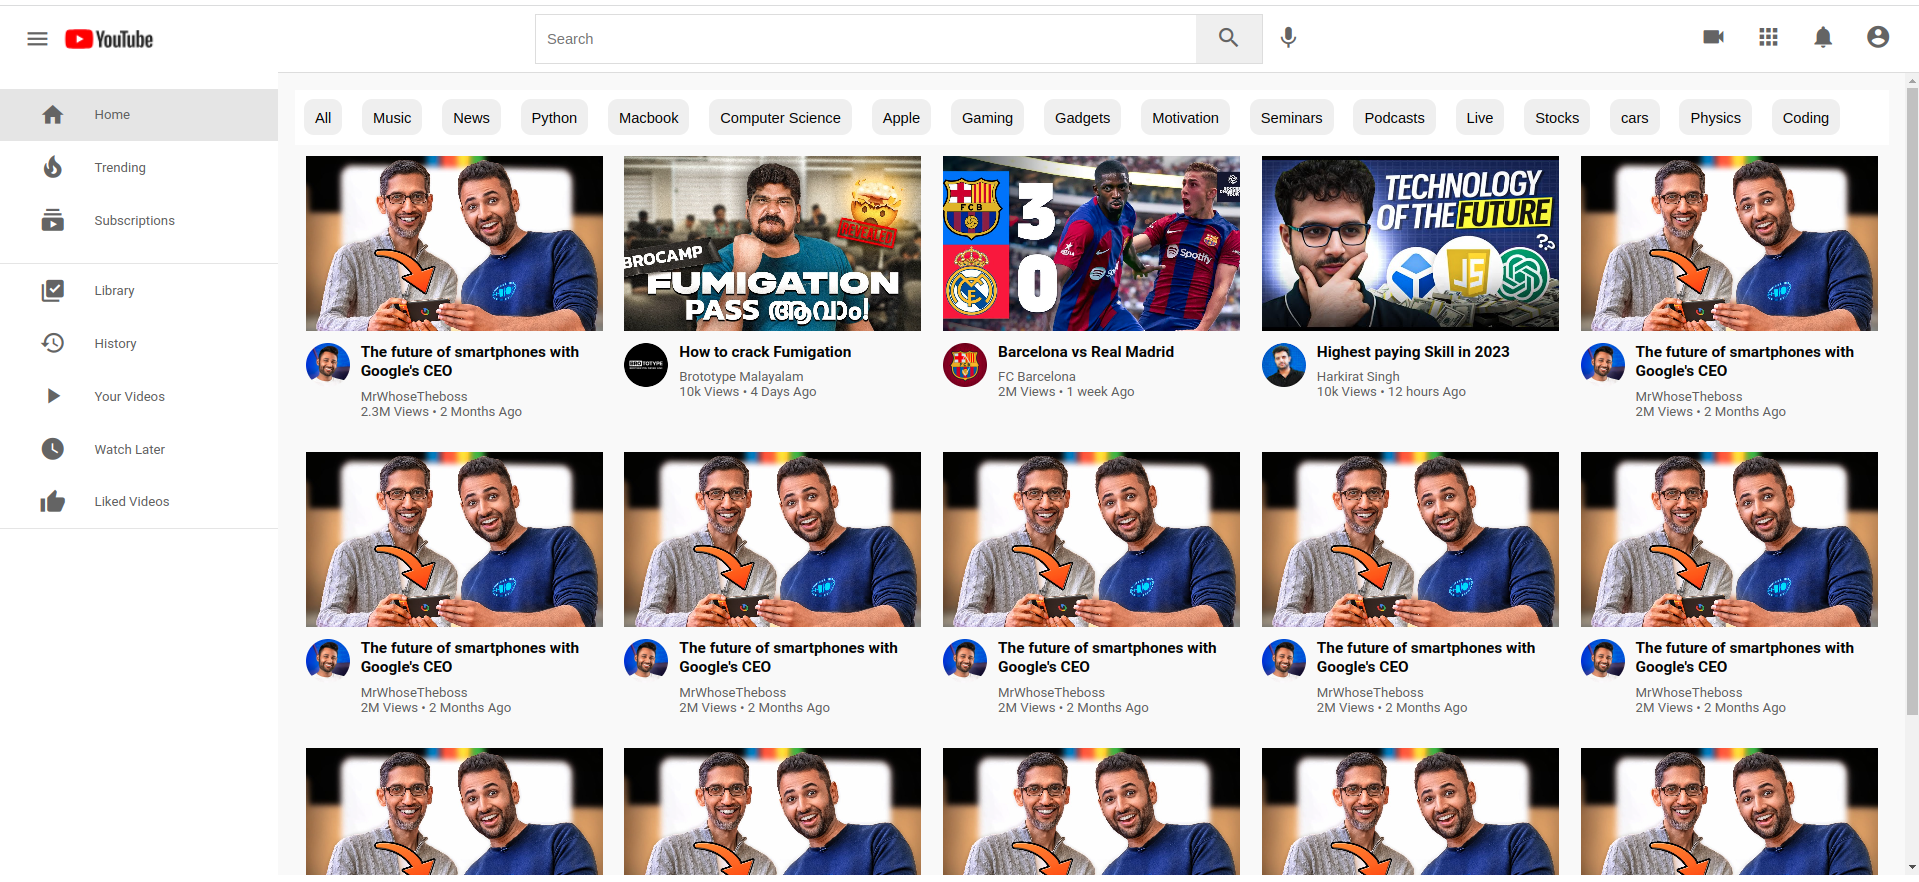 YouTube
Search
Home
Trending
Subscriptions
Library
History
Your Videos
Watch Later
Liked Videos
All Music News Python Macbook Computer Science Apple Gaming Gadgets Motivation Seminars Podcasts Live Stocks cars Physics Coding
BROCAMP
REVEALED
FUMIGATION
PASS ആവാം!
FCB
3
0
Spotify
Spotify
TECHNOLOGY
OF THE FUTURE
??
JS
The future of smartphones with
Google's CEO
MrWhoseTheboss
2.3M Views • 2 Months Ago
BROTOTYPE
How to crack Fumigation
Brototype Malayalam
10k Views • 4 Days Ago
Barcelona vs Real Madrid
FC Barcelona
2M Views • 1 week Ago
Highest paying Skill in 2023
Harkirat Singh
10k Views • 12 hours Ago
The future of smartphones with
Google's CEO
MrWhoseTheboss
2M Views • 2 Months Ago
The future of smartphones with
Google's CEO
MrWhoseTheboss
2M Views • 2 Months Ago
The future of smartphones with
Google's CEO
MrWhoseTheboss
2M Views • 2 Months Ago
The future of smartphones with
Google's CEO
MrWhoseTheboss
2M Views • 2 Months Ago
The future of smartphones with
Google's CEO
MrWhoseTheboss
2M Views • 2 Months Ago
The future of smartphones with
Google's CEO
MrWhoseTheboss
2M Views • 2 Months Ago